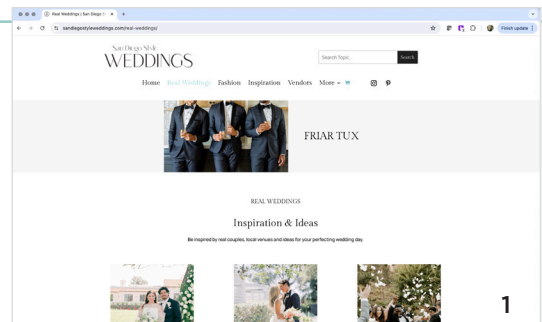 Real Weddings | San Diego S
sandiegostyleweddings.com/real-weddings/
Finish update
San Diego Style
WEDDINGS
Search Topic...
Search
Home Real Weddings Fashion Inspiration Vendors More
FRIAR TUX
REAL WEDDINGS
Inspiration & Ideas
Be inspired by real couples, local venues and ideas for your perfecting wedding day.
1